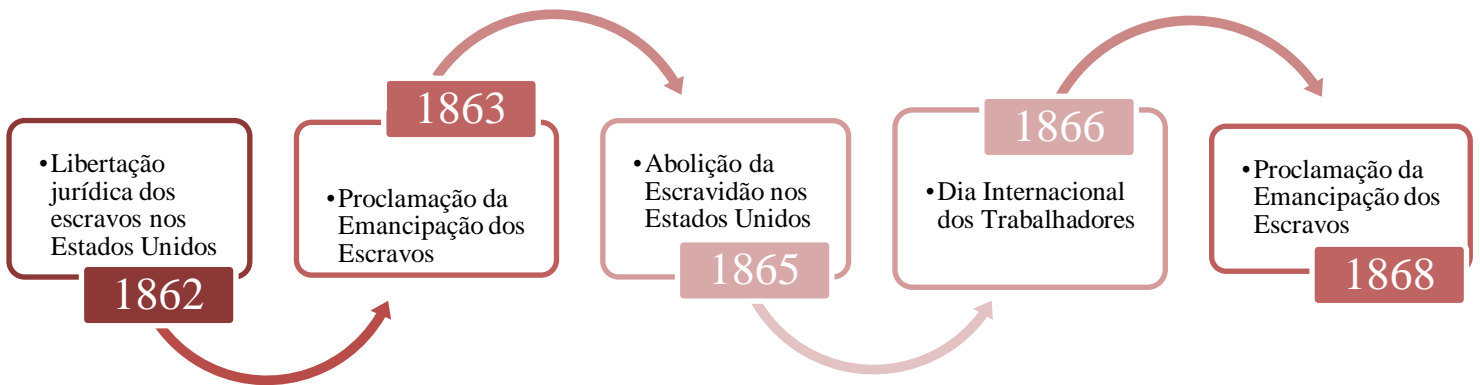 •Libertação
jurídica dos
escravos nos
Estados Unidos
1862
1863
•Proclamação da
Emancipação dos
Escravos
•Abolição da
Escravidão nos
Estados Unidos
1865
1866
•Dia Internacional
dos Trabalhadores
•Proclamação da
Emancipação dos
Escravos
1868